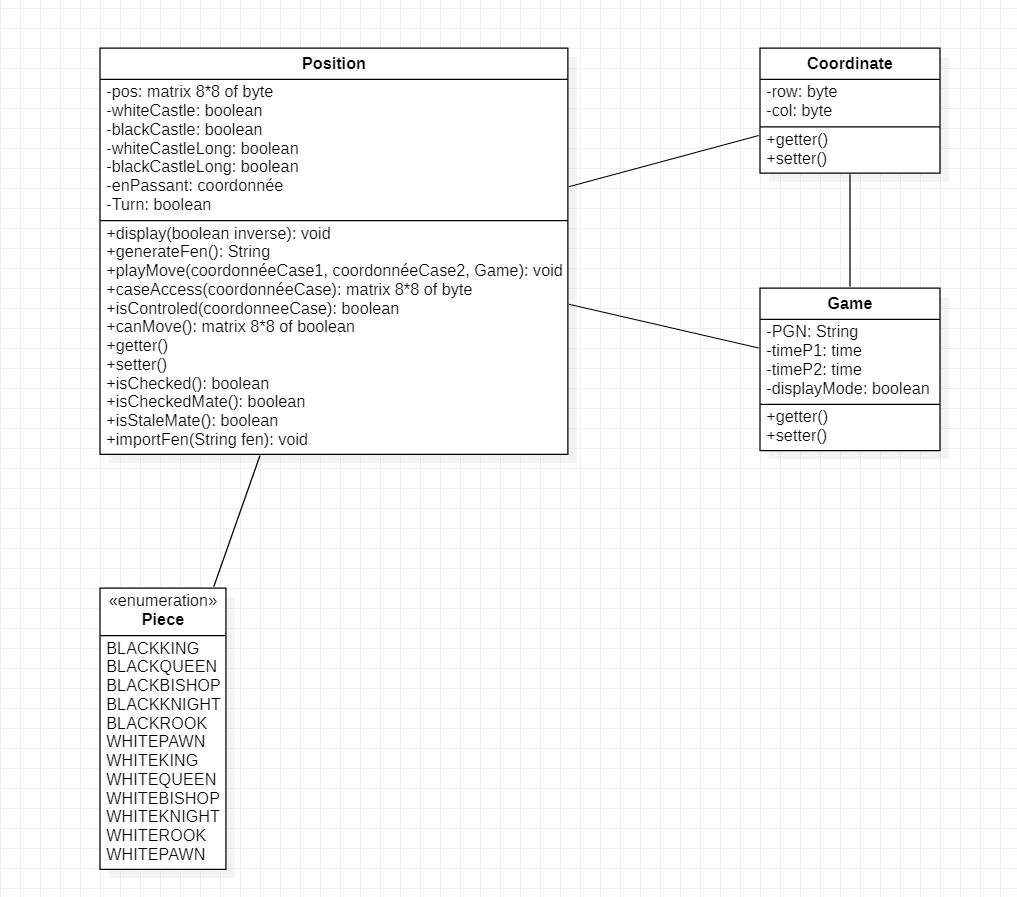 Position
-pos: matrix 8*8 of byte
-whiteCastle: boolean
-blackCastle: boolean
-whiteCastleLong: boolean
-blackCastleLong: boolean
-enPassant: coordonnée
-Turn: boolean
+display(boolean inverse): void
+generateFen(): String
+playMove(coordonnéeCase1, coordonnéeCase2, Game): void
+caseAccess(coordonnéeCase): matrix 8*8 of byte
+isControled(coordonneeCase): boolean
+canMove(): matrix 8*8 of boolean
+getter()
+setter()
+isChecked(): boolean
+isCheckedMate(): boolean
+isStaleMate(): boolean
+importFen(String fen): void
Coordinate
-row: byte
-col: byte
+getter()
+setter()
Game
-PGN: String
-timeP1: time
-timeP2: time
-displayMode: boolean
+getter()
+setter()
«enumeration»
Piece
BLACKKING
BLACKQUEEN
BLACKBISHOP
BLACKKNIGHT
BLACKROOK
WHITEPAWN
WHITEKING
WHITEQUEEN
WHITEBISHOP
WHITEKNIGHT
WHITEROOK
WHITEPAWN